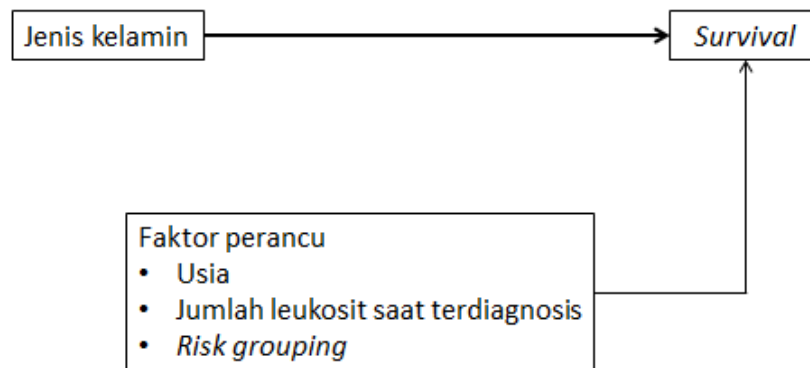 Jenis kelamin
Survival
Faktor perancu
• Usia
• Jumlah leukosit saat terdiagnosis
• Risk grouping